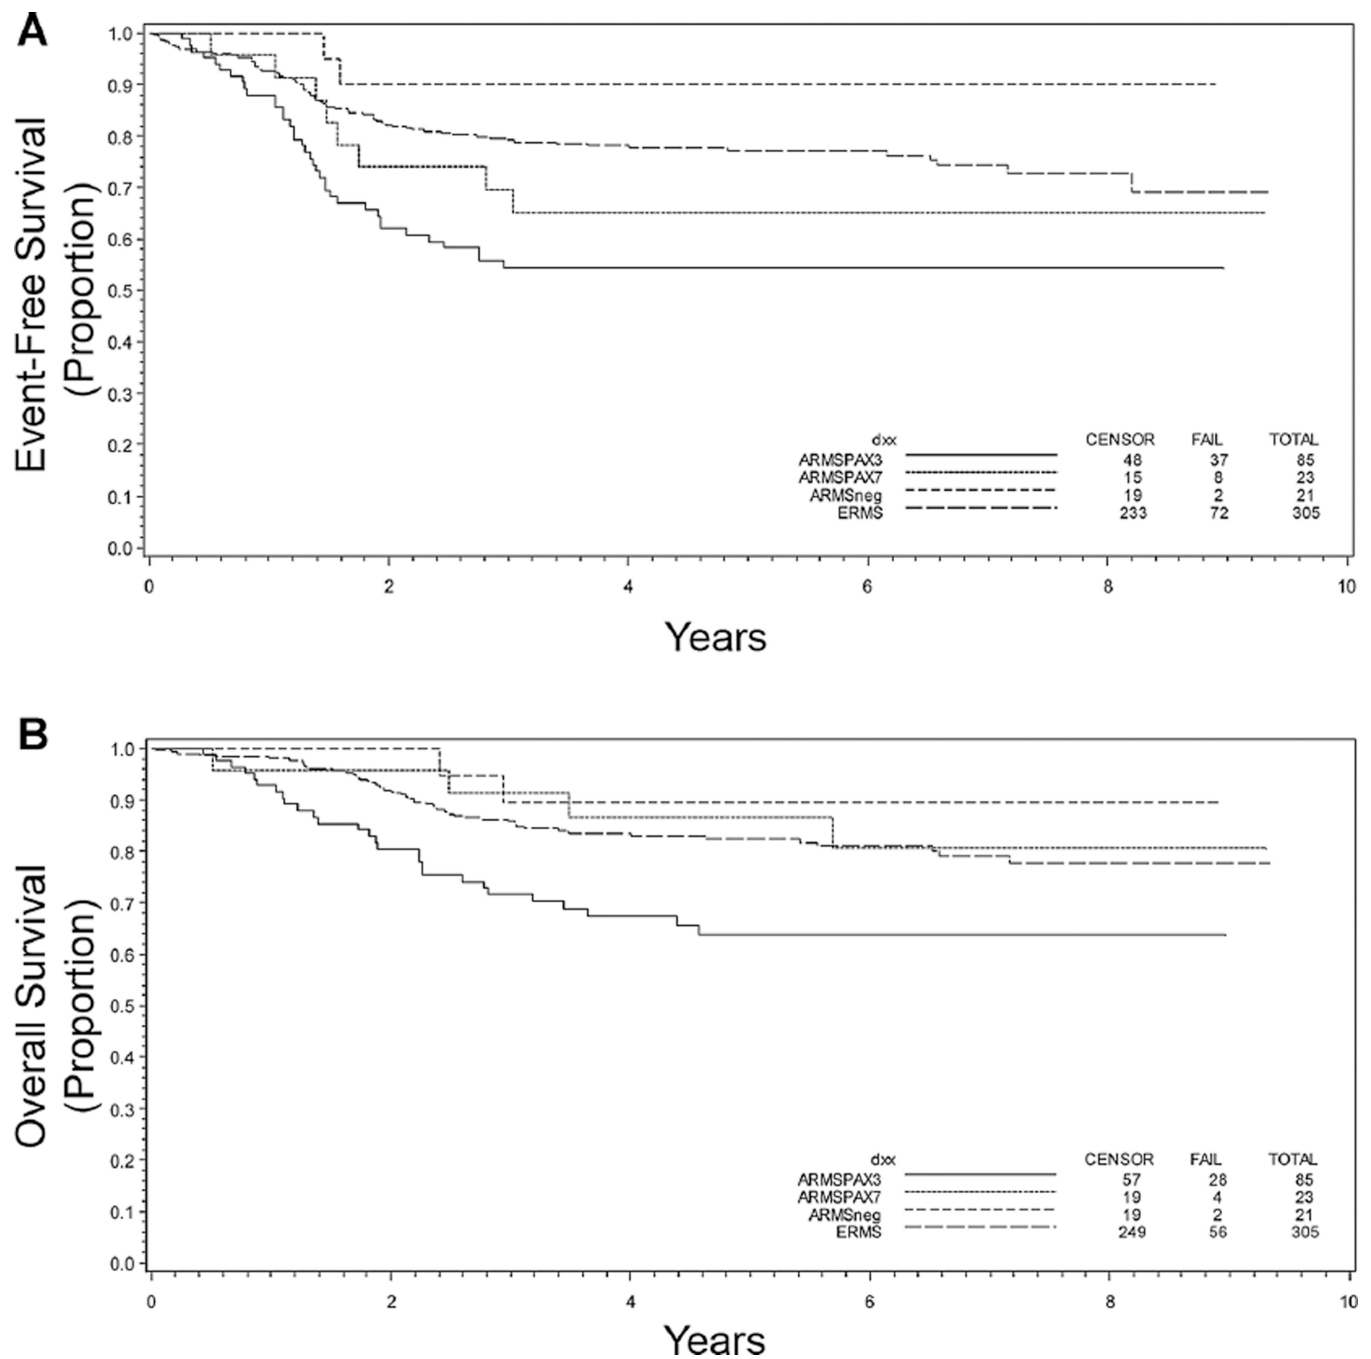 A
Event-Free Survival
(Proportion)
1.0
0.9
0.8
0.7
0.6
0.5
0.4
0.3
0.2
0.1
0.0
dxx CENSOR FAIL TOTAL
ARMSPAX3 48 37 85
ARMSPAX7 15 8 23
ARMSneg 19 2 21
ERMS 233 72 305
0 2 4 6 8 10
Years
B
Overall Survival
(Proportion)
1.0
0.9
0.8
0.7
0.6
0.5
0.4
0.3
0.2
0.1
0.0
dxx CENSOR FAIL TOTAL
ARMSPAX3 57 28 85
ARMSPAX7 19 4 23
ARMSneg 19 2 21
ERMS 249 56 305
0 2 4 6 8 10
Years